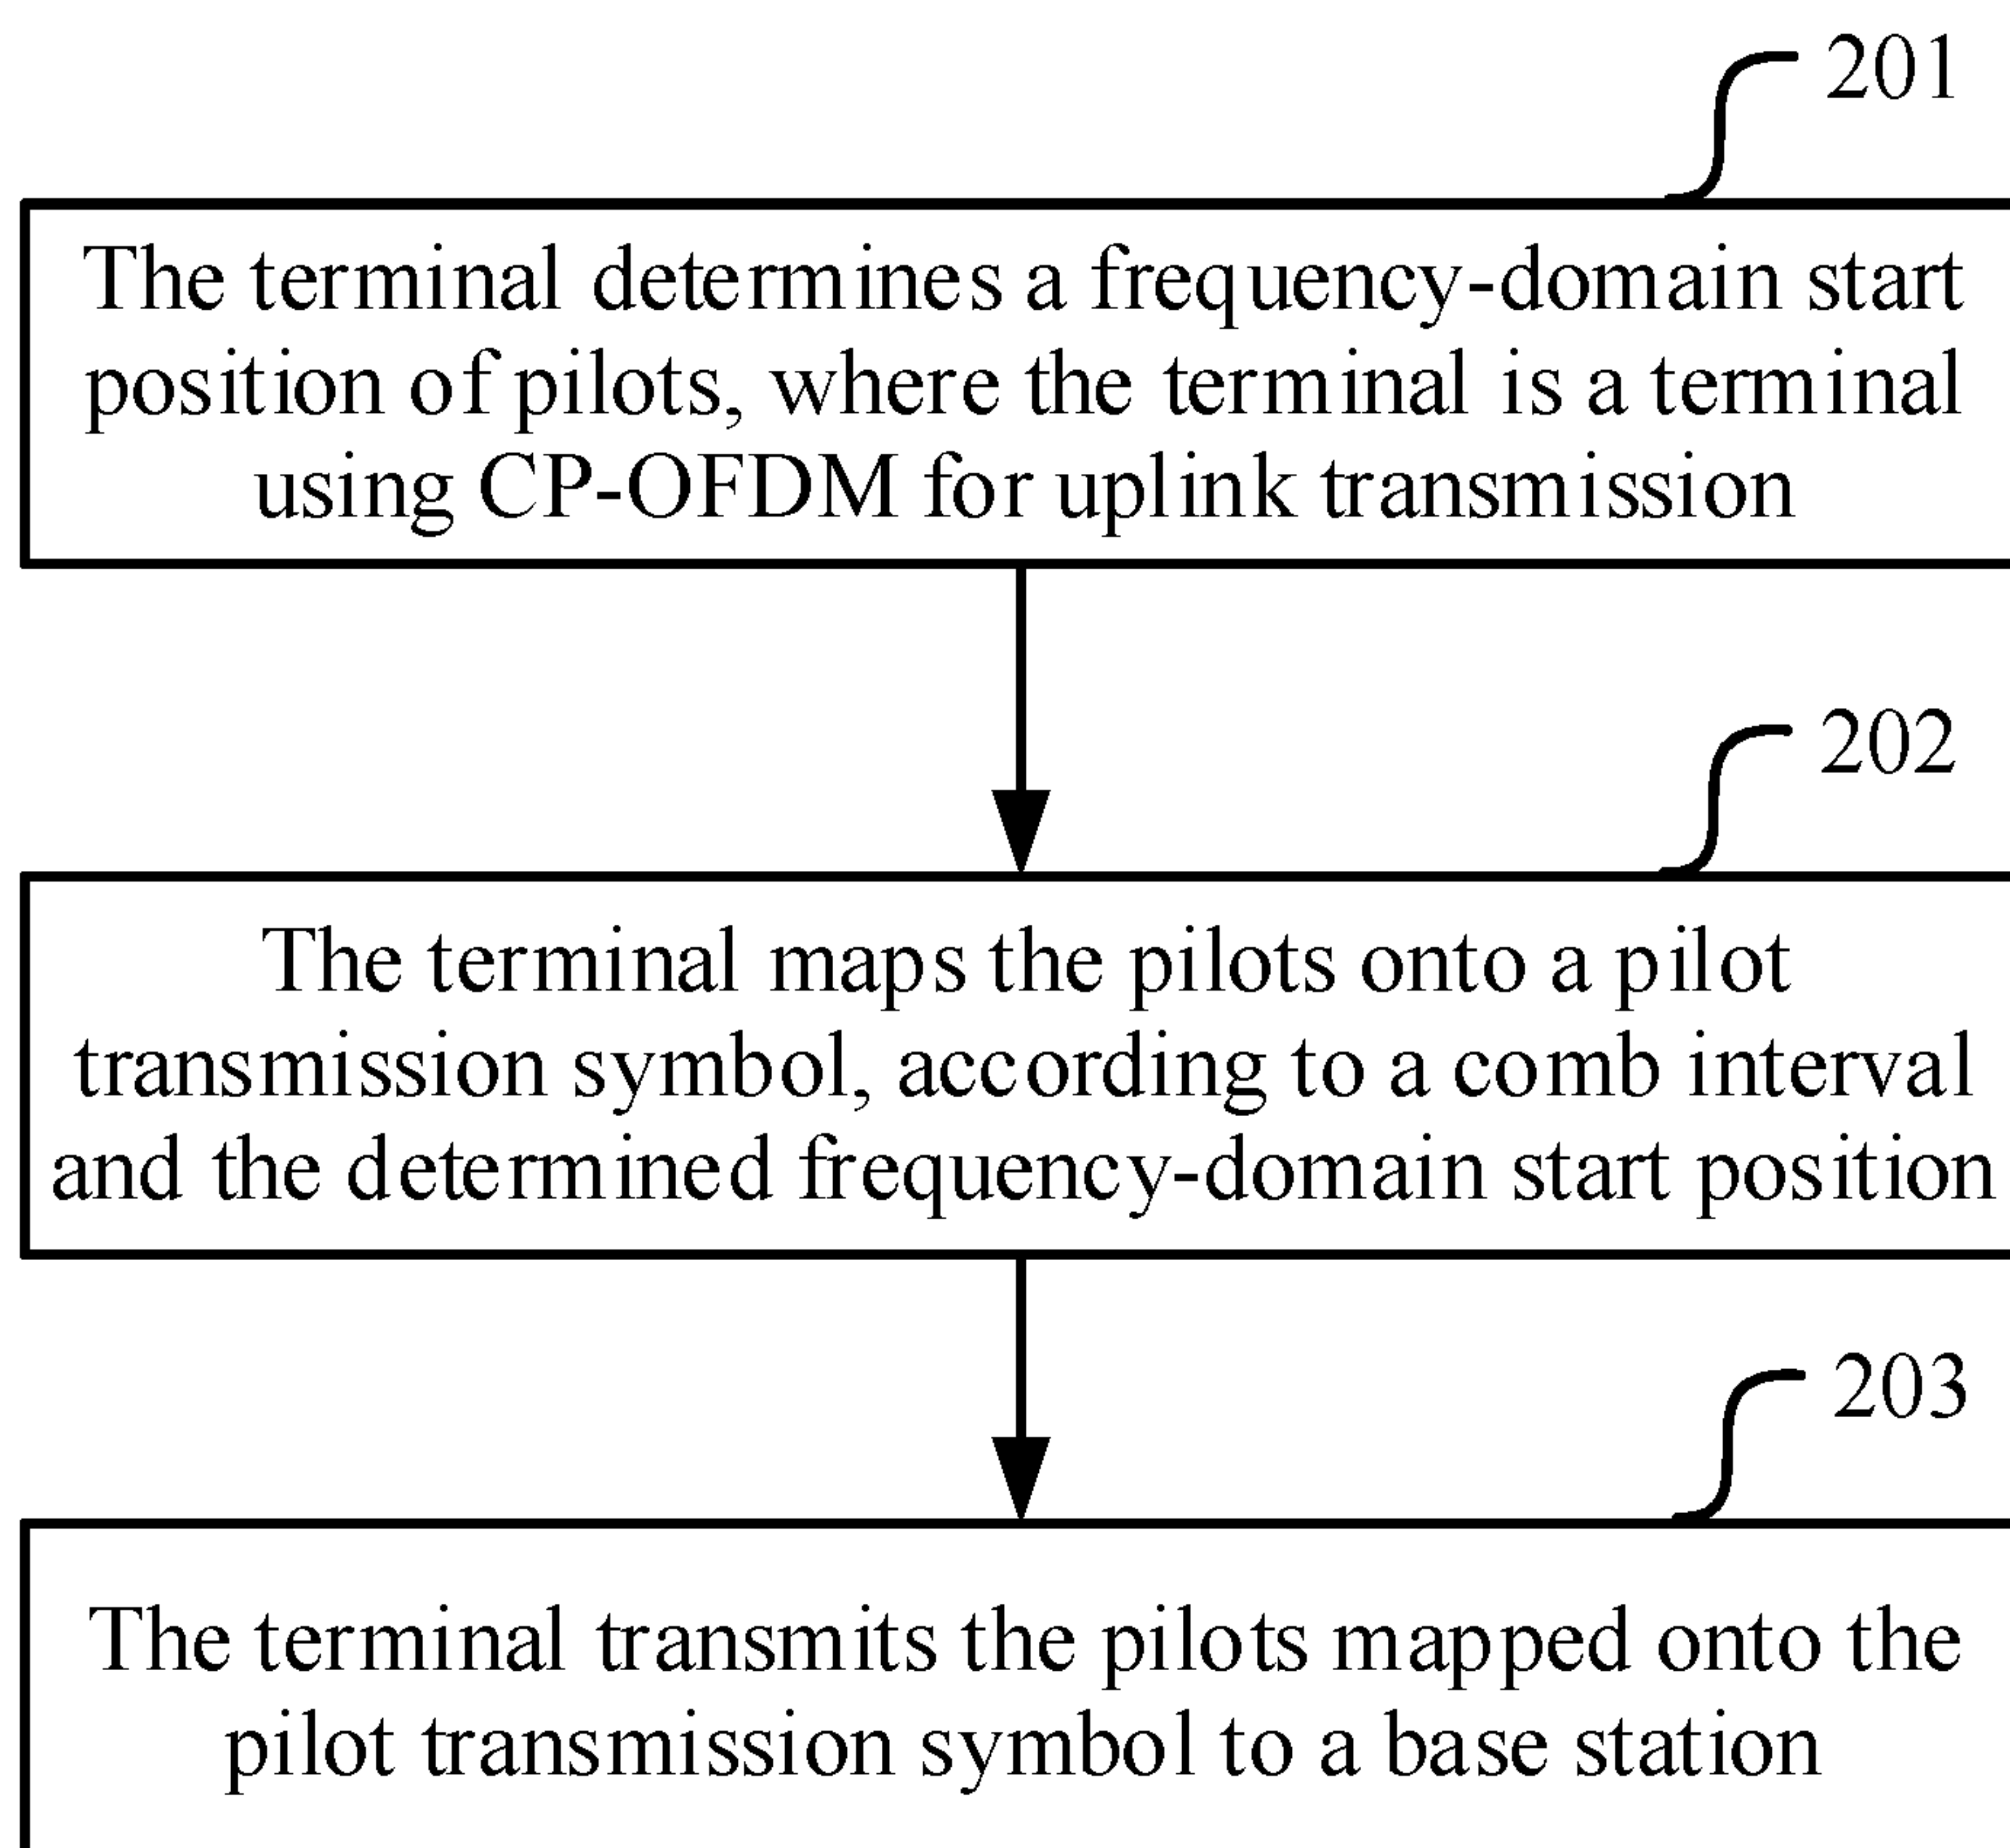 201
The terminal determines a frequency-domain start
position of pilots, where the terminal is a terminal
using CP-OFDM for uplink transmission
202
The terminal maps the pilots onto a pilot
transmission symbol, according to a comb interval
and the determined frequency-domain start position
203
The terminal transmits the pilots mapped onto the
pilot transmission symbol to a base station